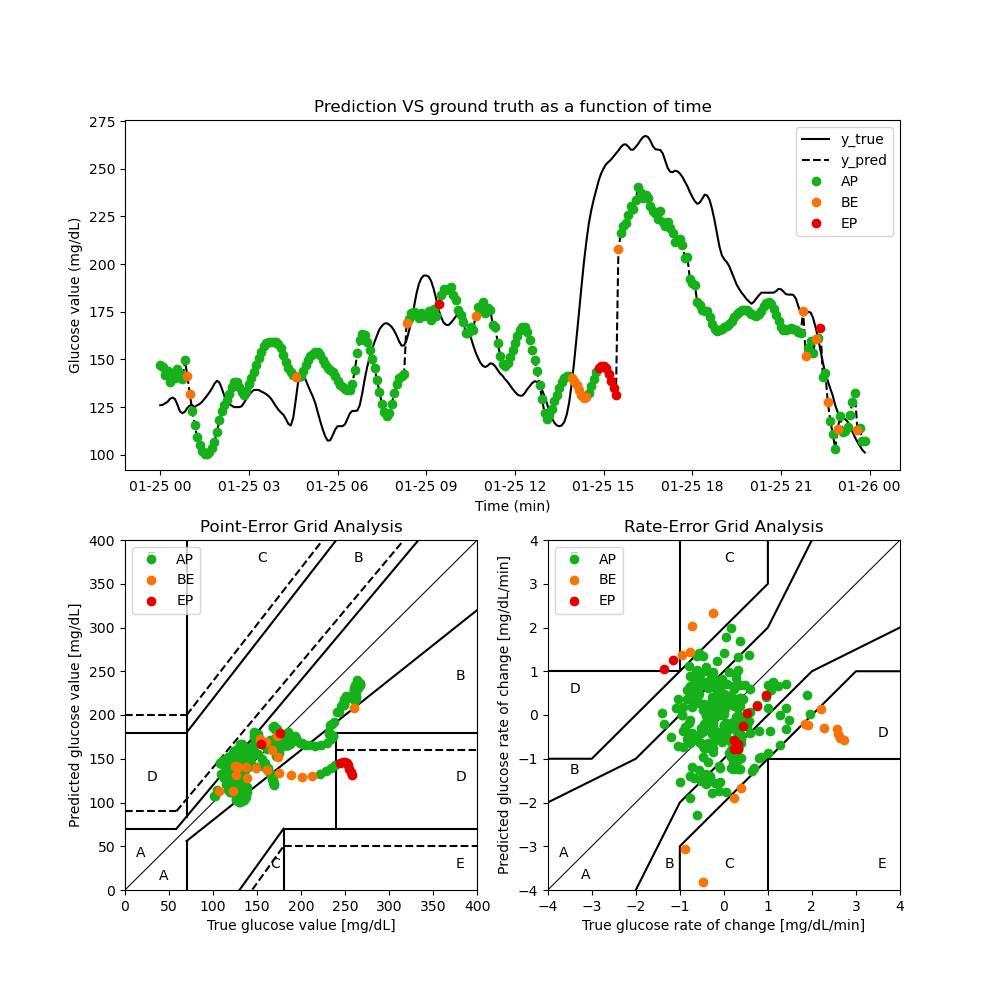 Prediction VS ground truth as a function of time
Glucose value (mg/dL)
275
250
225
200
175
150
125
100
y_true
y_pred
AP
BE
EP
01-25 00 01-25 03 01-25 06 01-25 09 01-25 12 01-25 15 01-25 18 01-25 21 01-26 00
Time (min)
Point-Error Grid Analysis
Predicted glucose value [mg/dL]
400
350
300
250
200
150
100
50
0
AP
BE
EP
C
B
B
D
D
A
A
C
E
0 50 100 150 200 250 300 350 400
True glucose value [mg/dL]
Rate-Error Grid Analysis
Predicted glucose rate of change [mg/dL/min]
4
3
2
1
0
−1
−2
−3
−4
AP
BE
EP
C
D
D
B
A
A
B
C
E
−4 −3 −2 −1 0 1 2 3 4
True glucose rate of change [mg/dL/min]